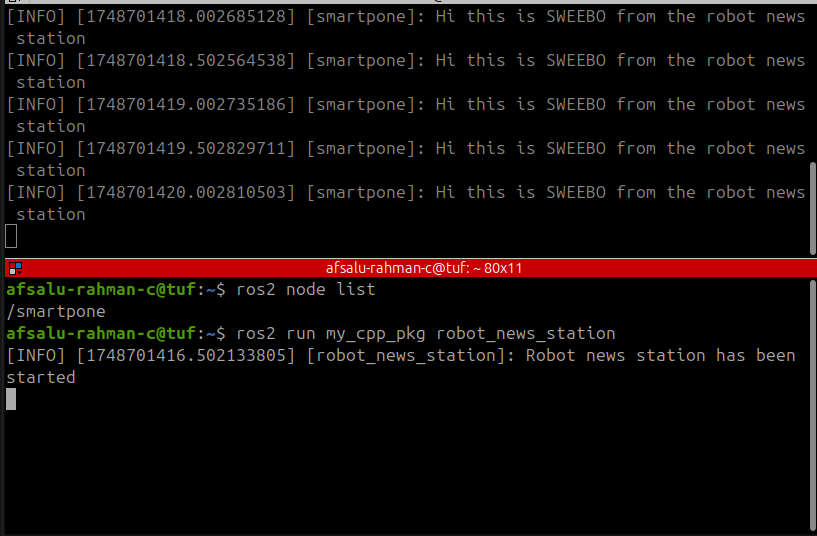 [INFO] [1748701418.002685128] [smartpone]: Hi this is SWEEBO from the robot news
station
[INFO] [1748701418.502564538] [smartpone]: Hi this is SWEEBO from the robot news
station
[INFO] [1748701419.002735186] [smartpone]: Hi this is SWEEBO from the robot news
station
[INFO] [1748701419.502829711] [smartpone]: Hi this is SWEEBO from the robot news
station
[INFO] [1748701420.002810503] [smartpone]: Hi this is SWEEBO from the robot news
station
afsalu-rahman-c@tuf: ~ 80x11
afsalu-rahman-c@tuf:~$ ros2 node list
/smartpone
afsalu-rahman-c@tuf:~$ ros2 run my_cpp_pkg robot_news_station
[INFO] [1748701416.502133805] [robot_news_station]: Robot news station has been
started